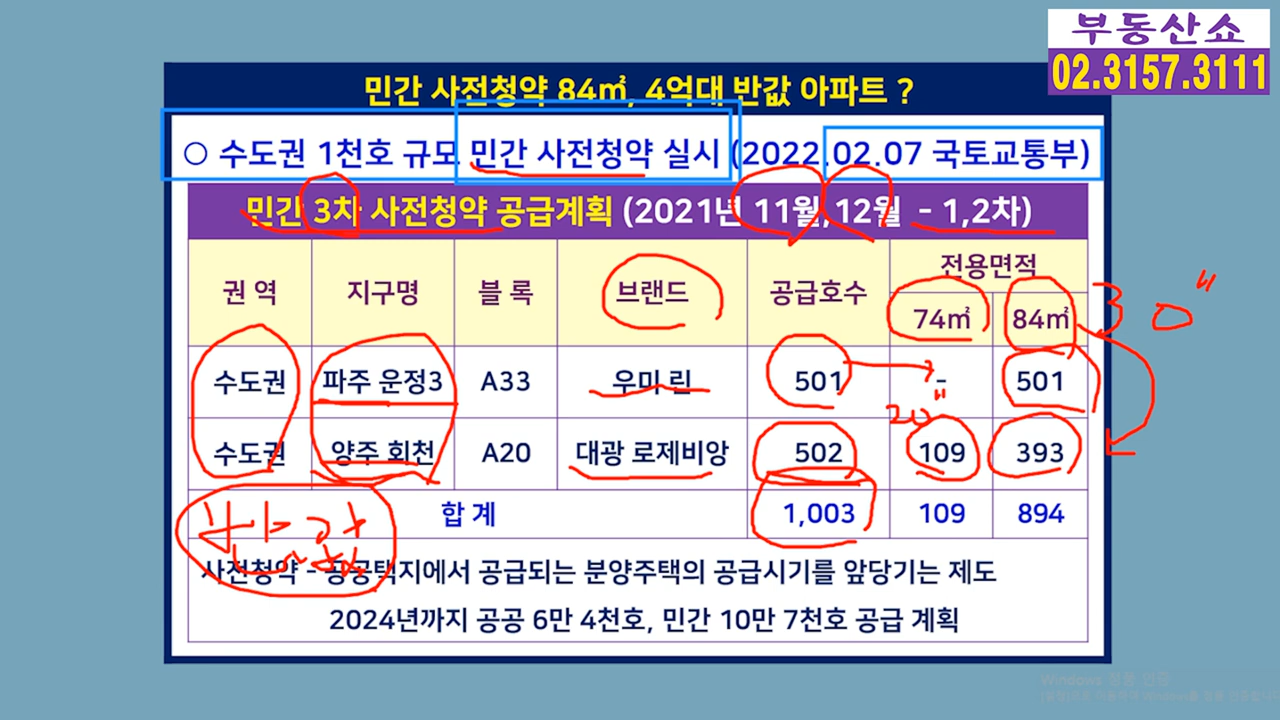 부동산쇼
02.3157.3111
민간 사전청약 84㎡, 4억대 반값 아파트 ?
○ 수도권 1천호 규모 민간 사전청약 실시 (2022.02.07 국토교통부)
민간 3차 사전청약 공급계획 (2021년 11월,12월 - 1,2차)
권 역 지구명 블 록 브랜드 공급호수 전용면적
74㎡ 84㎡ 30"
수도권 파주 운정3 A33 우미 린 501 - 501
20"
수도권 양주 회천 A20 대광 로제비앙 502 109 393
반값
합 계 1,003 109 894
사전청약 - 공공택지에서 공급되는 분양주택의 공급시기를 앞당기는 제도
2024년까지 공공 6만 4천호, 민간 10만 7천호 공급 계획
Windows 정품 인증